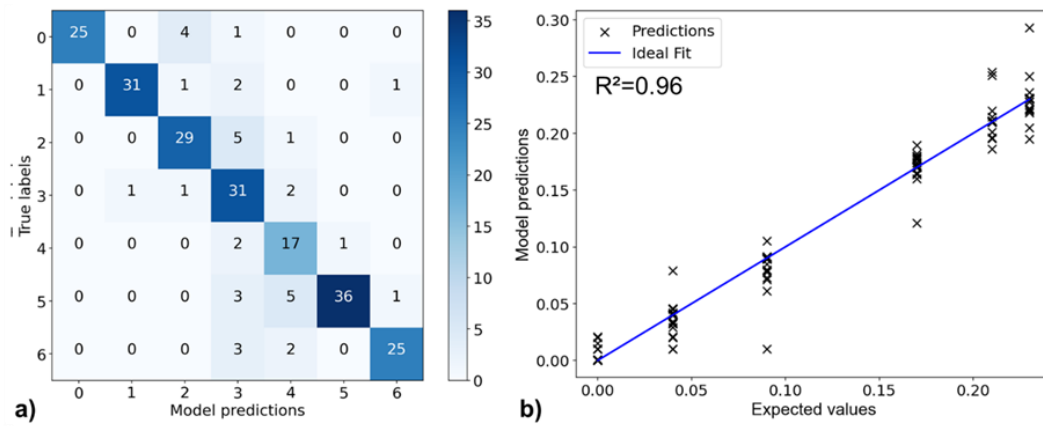 True labels
0 25 0 4 1 0 0 0
1 0 31 1 2 0 0 1
2 0 0 29 5 1 0 0
3 0 1 1 31 2 0 0
4 0 0 0 2 17 1 0
5 0 0 0 3 5 36 1
6 0 0 0 3 2 0 25
0 1 2 3 4 5 6
Model predictions
a)
35
30
25
20
15
10
5
0
Model predictions
0.30
0.25
0.20
0.15
0.10
0.05
0.00
Predictions
Ideal Fit
R²=0.96
0.00 0.05 0.10 0.15 0.20
Expected values
b)